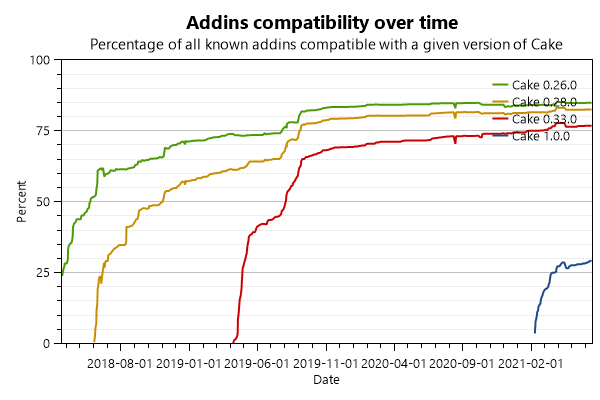 Addins compatibility over time
Percentage of all known addins compatible with a given version of Cake
100
75
50
25
0
Percent
Cake 0.26.0
Cake 0.28.0
Cake 0.33.0
Cake 1.0.0
2018-08-01 2019-01-01 2019-06-01 2019-11-01 2020-04-01 2020-09-01 2021-02-01
Date